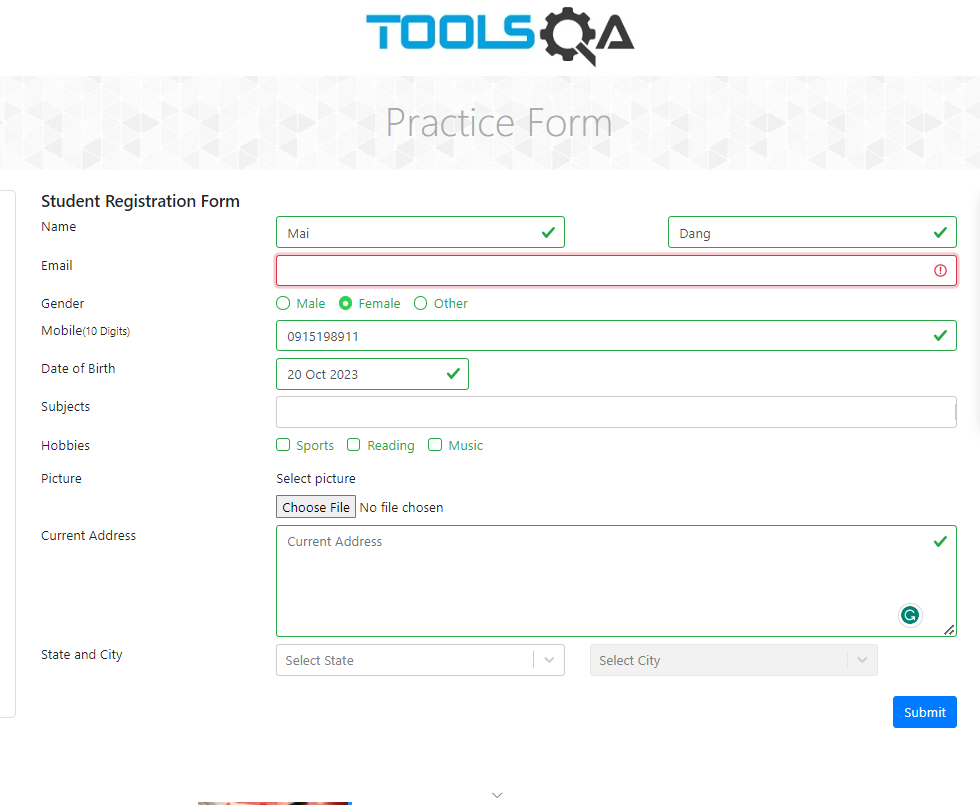 TOOLSQA
Practice Form
Student Registration Form
Name
Mai
Dang
Email
Gender
Male Female Other
Mobile(10 Digits)
0915198911
Date of Birth
20 Oct 2023
Subjects
Hobbies
Sports Reading Music
Picture
Select picture
Choose File No file chosen
Current Address
Current Address
State and City
Select State
Select City
Submit